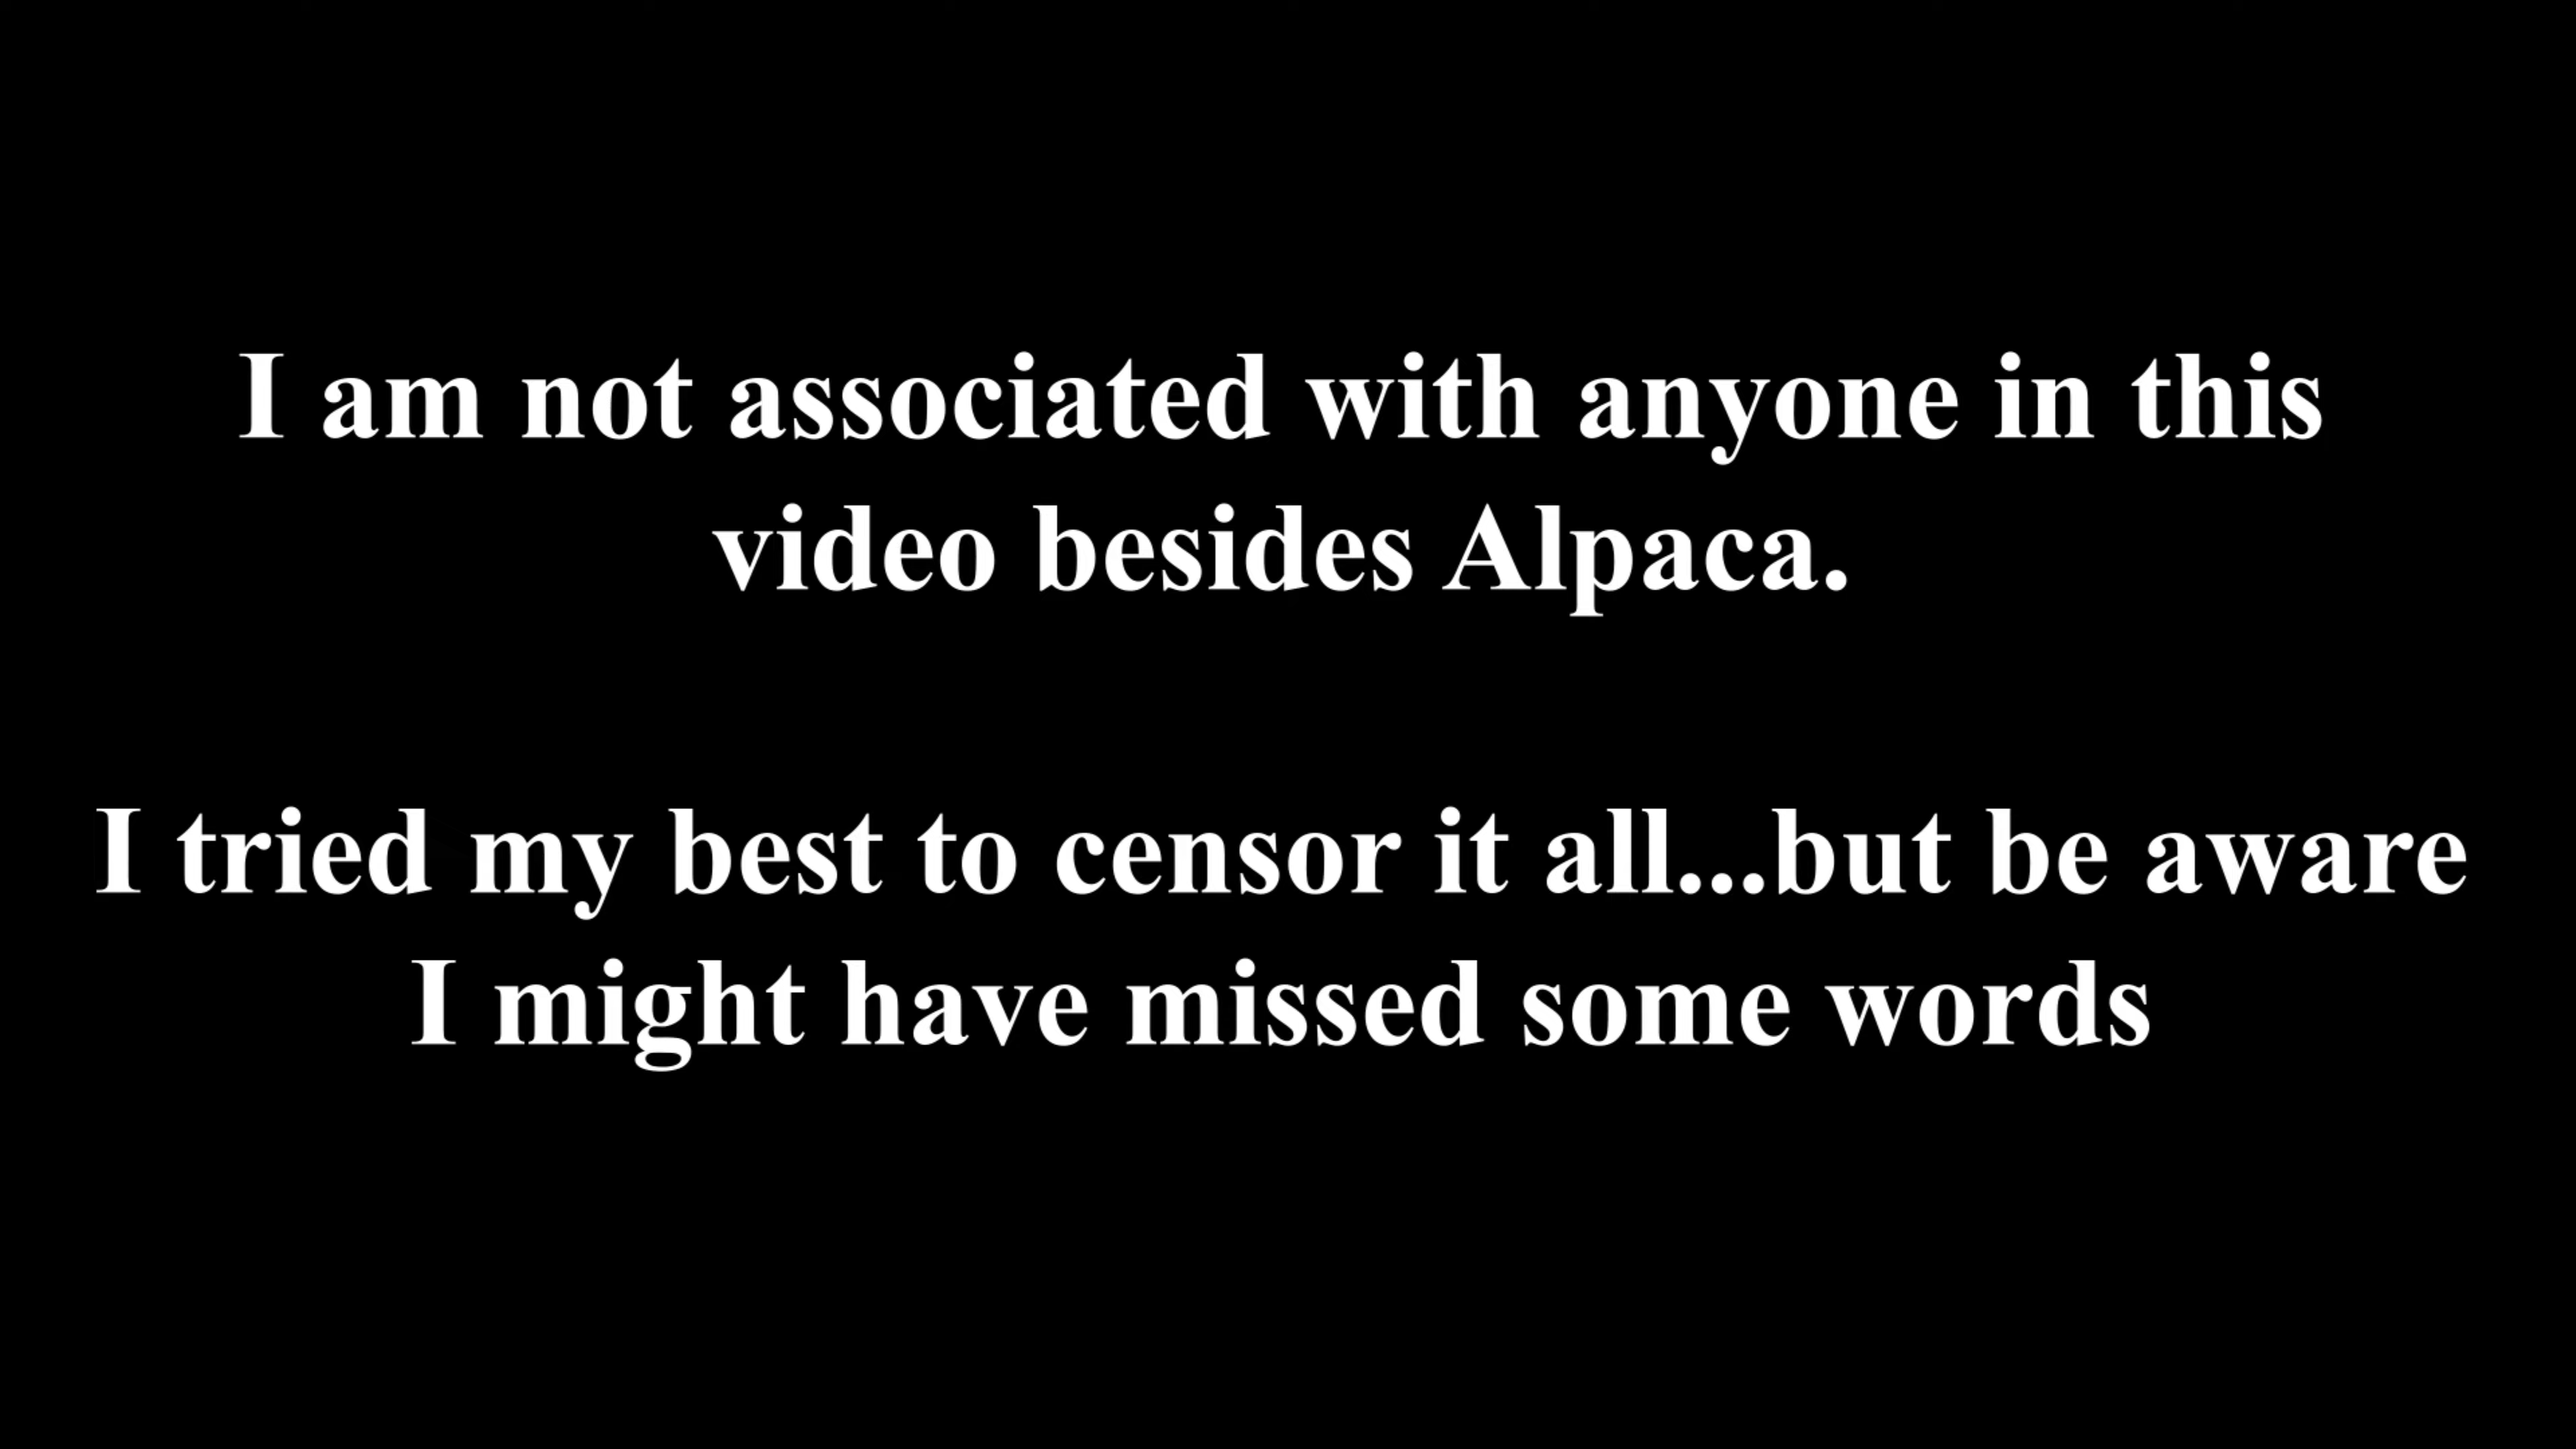 I am not associated with anyone in this
video besides Alpaca.
I tried my best to censor it all...but be aware
I might have missed some words